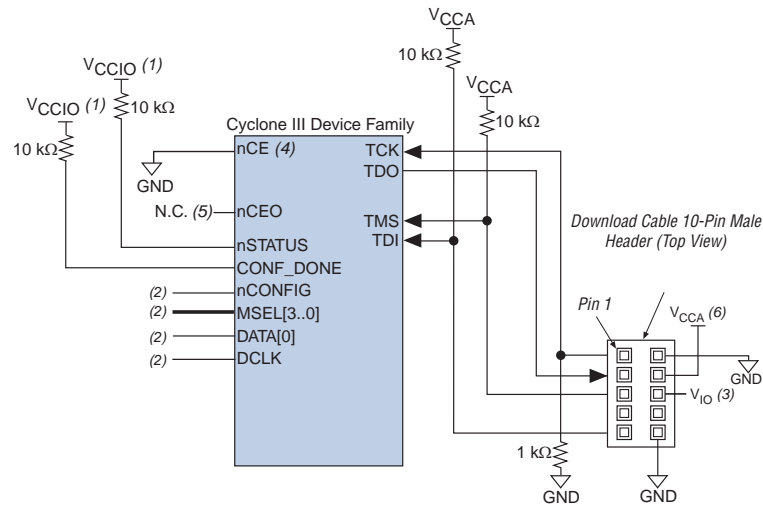 VCCA
10 kΩ
VCCIO (1)
VCCA
VCCIO (1)
10 kΩ
10 kΩ
10 kΩ
Cyclone III Device Family
nCE (4)
TCK
TDO
GND
N.C. (5)
nCEO
TMS
nSTATUS
TDI
CONF_DONE
Download Cable 10-Pin Male
Header (Top View)
(2)
nCONFIG
(2)
MSEL[3..0]
(2)
DATA[0]
(2)
DCLK
Pin 1
VCCA (6)
GND
VIO (3)
1 kΩ
GND
GND